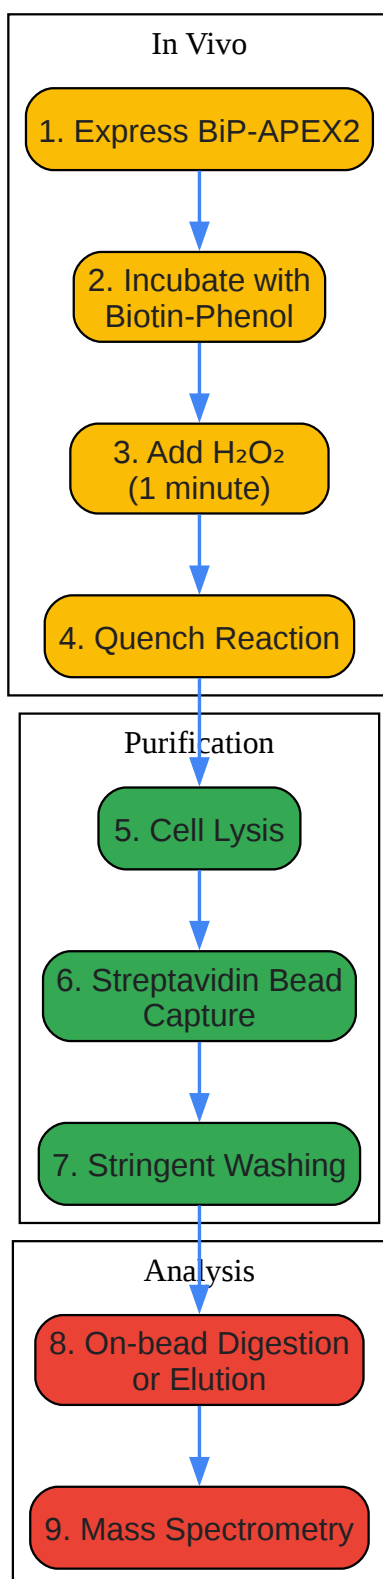 In Vivo
1. Express BiP-APEX2
2. Incubate with
Biotin-Phenol
3. Add H₂O₂
(1 minute)
4. Quench Reaction
Purification
5. Cell Lysis
6. Streptavidin Bead
Capture
7. Stringent Washing
Analysis
8. On-bead Digestion
or Elution
9. Mass Spectrometry